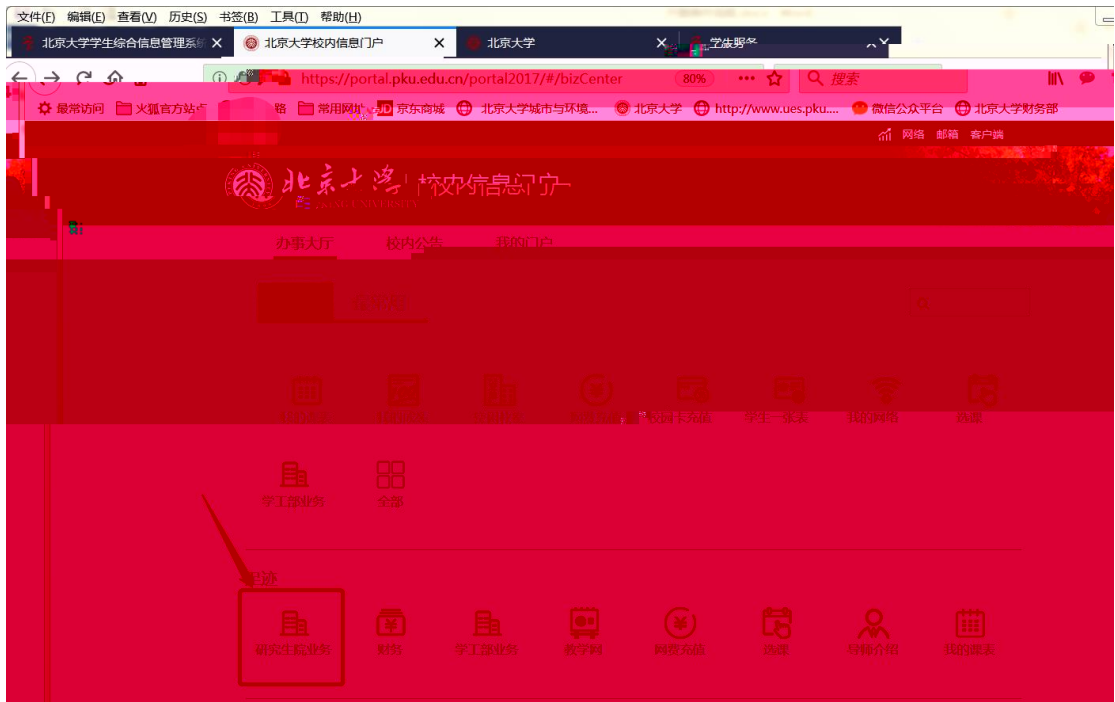 文件(F) 编辑(E) 查看(V) 历史(S) 书签(B) 工具(T) 帮助(H)
北京大学学生综合信息管理系统 北京大学校内信息门户 北京大学
https://portal.pku.edu.cn/portal2017/#/bizCenter 80% 搜索
最常访问 火狐官方站点 常用网址 JD 京东商城 北京大学城市与环境... 北京大学 http://www.ues.pku.... 微信公众平台 北京大学财务部
网络 邮箱 客户端
北京大学 校内信息门户
办事大厅 校内公告 我的门户
校园卡充值 学生一张表 我的网络 选课
学工部业务 全部
足迹
研究生院业务 财务 学工部业务 教学网 网费充值 选课 导师介绍 我的课表